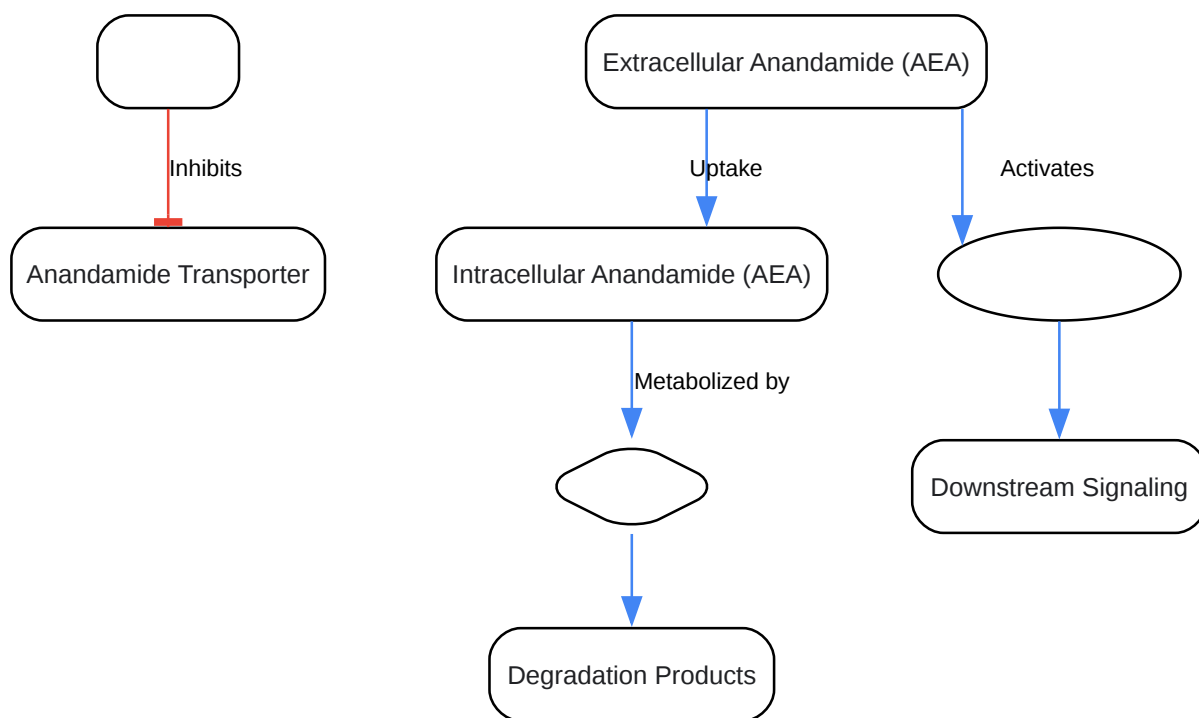 Extracellular Anandamide (AEA)
Inhibits
Uptake
Activates
Anandamide Transporter
Intracellular Anandamide (AEA)
Metabolized by
Downstream Signaling
Degradation Products